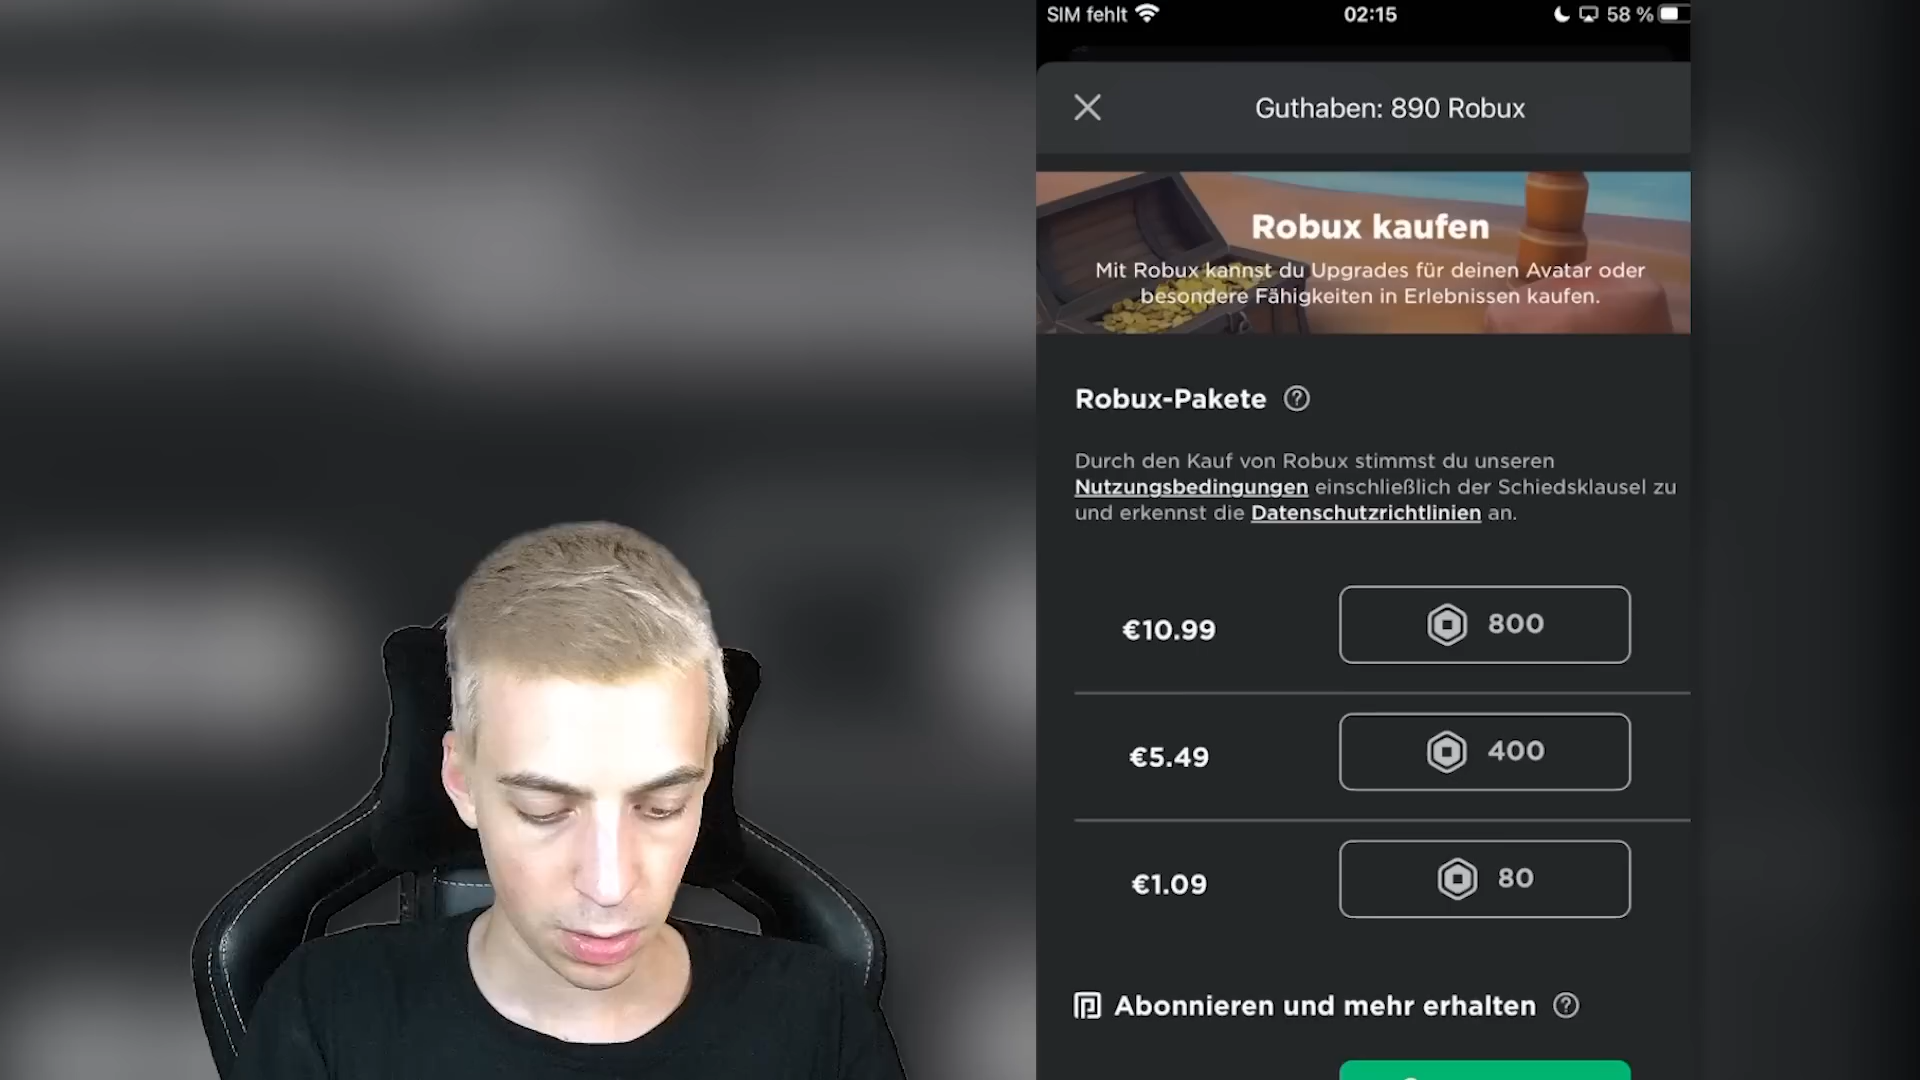 SIM fehlt
02:15
58 %
Guthaben: 890 Robux
Robux kaufen
Mit Robux kannst du Upgrades für deinen Avatar oder
besondere Fähigkeiten in Erlebnissen kaufen.
Robux-Pakete
Durch den Kauf von Robux stimmst du unseren
Nutzungsbedingungen einschließlich der Schiedsklausel zu
und erkennst die Datenschutzrichtlinien an.
€10.99 800
€5.49 400
€1.09 80
Abonnieren und mehr erhalten